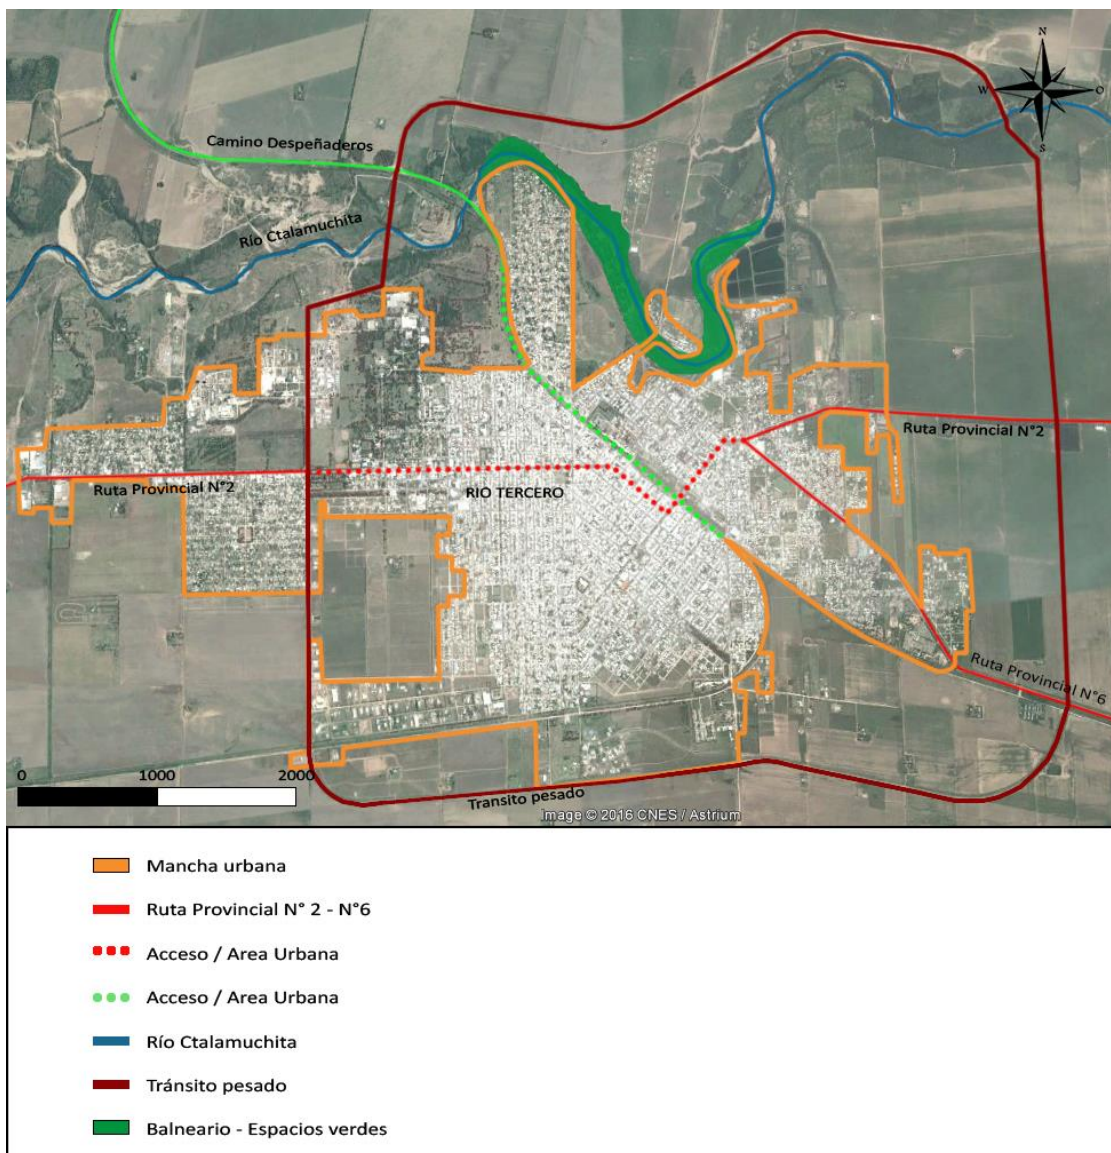 N
W
O
S
Camino Despeñaderos
Río Ctalamuchita
Ruta Provincial N°2
Ruta Provincial N°2
RIO TERCERO
Ruta Provincial N°6
0
1000
2000
Transito pesado
Image © 2016 CNES / Astrium
Mancha urbana
Ruta Provincial N° 2 - N°6
Acceso / Area Urbana
Acceso / Area Urbana
Río Ctalamuchita
Tránsito pesado
Balneario - Espacios verdes